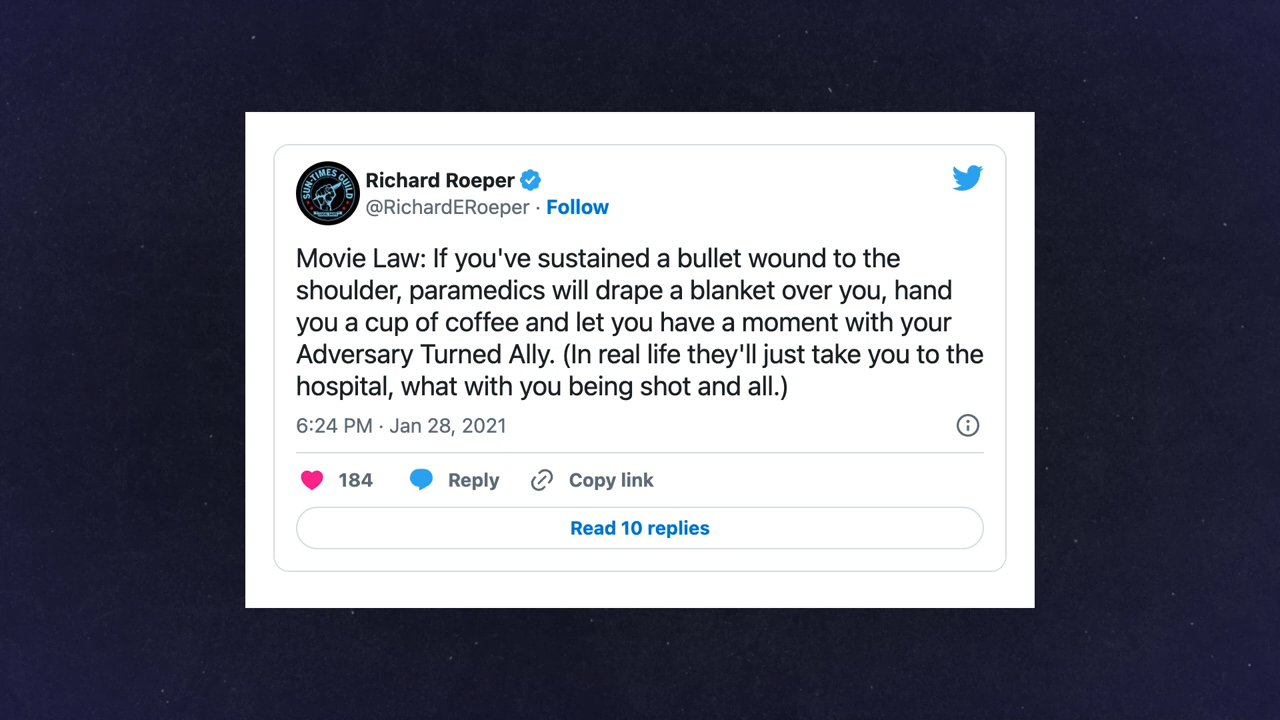 SUN-TIMES GUILD
Richard Roeper
@RichardERoeper · Follow
Movie Law: If you've sustained a bullet wound to the
shoulder, paramedics will drape a blanket over you, hand
you a cup of coffee and let you have a moment with your
Adversary Turned Ally. (In real life they'll just take you to the
hospital, what with you being shot and all.)
6:24 PM · Jan 28, 2021
184 Reply Copy link
Read 10 replies